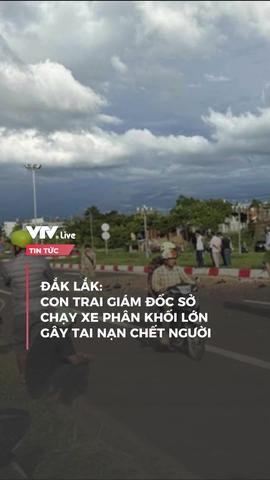 VTV Live
TIN TỨC
ĐẮK LẮK:
CON TRAI GIÁM ĐỐC SỞ
CHẠY XE PHÂN KHỐI LỚN
GÂY TAI NẠN CHẾT NGƯỜI